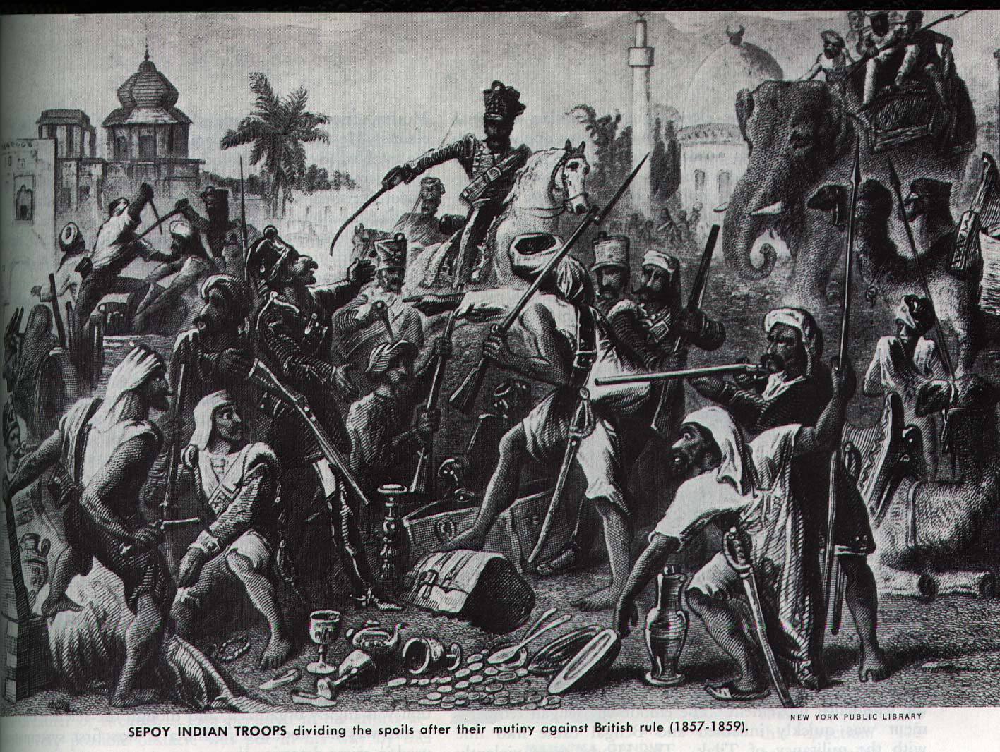 NEW YORK PUBLIC LIBRARY
SEPOY INDIAN TROOPS dividing the spoils after their mutiny against British rule (1857-1859).